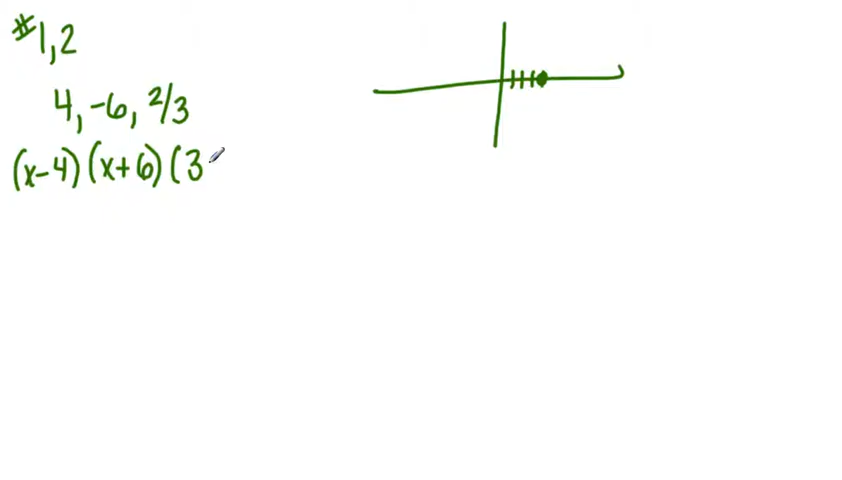 #1,2
4, -6, 2/3
(x-4)(x+6)(3